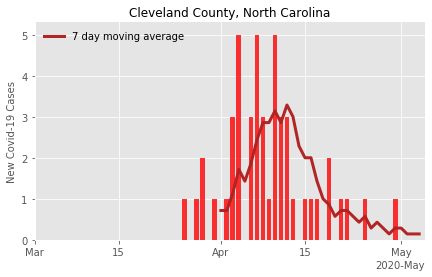 Cleveland County, North Carolina
7 day moving average
New Covid-19 Cases
5
4
3
2
1
0
Mar
15
Apr
15
May
2020-May